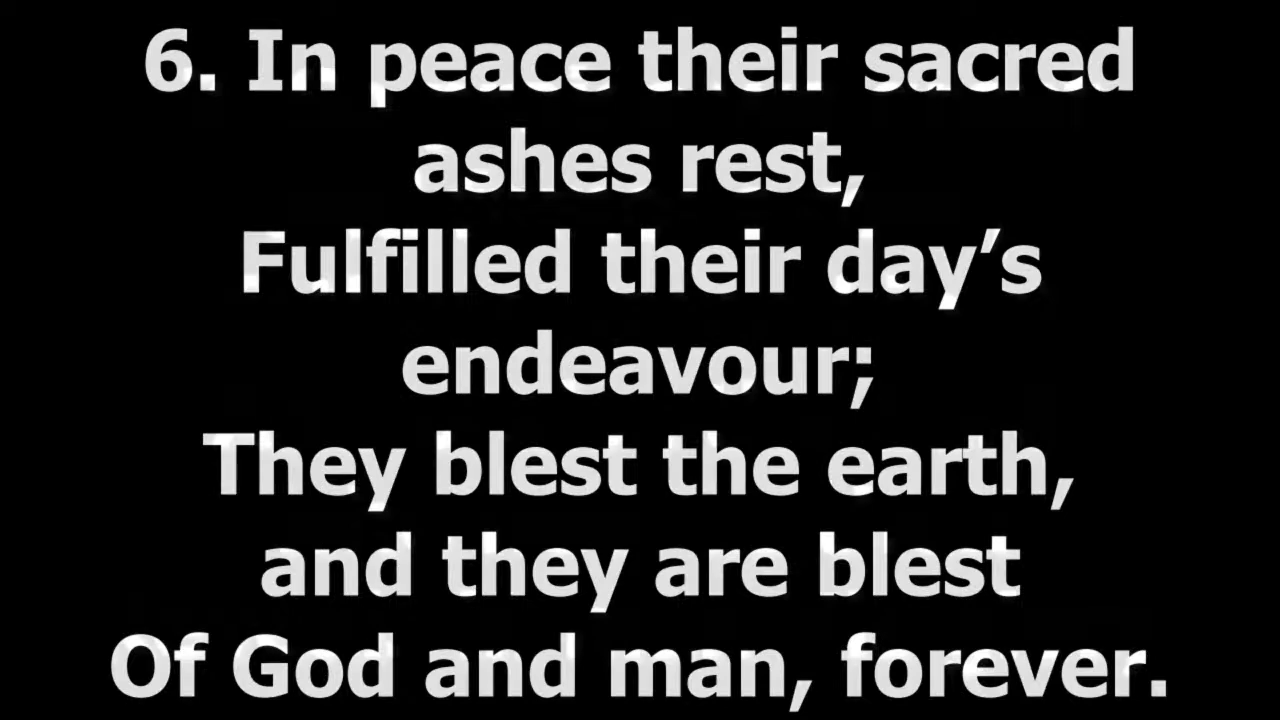 6. In peace their sacred
ashes rest,
Fulfilled their day’s
endeavour;
They blest the earth,
and they are blest
Of God and man, forever.